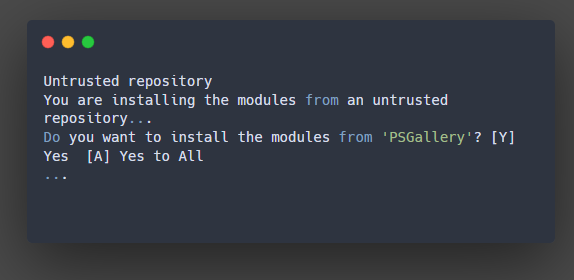 Untrusted repository
You are installing the modules from an untrusted
repository...
Do you want to install the modules from 'PSGallery'? [Y]
Yes  [A] Yes to All
...